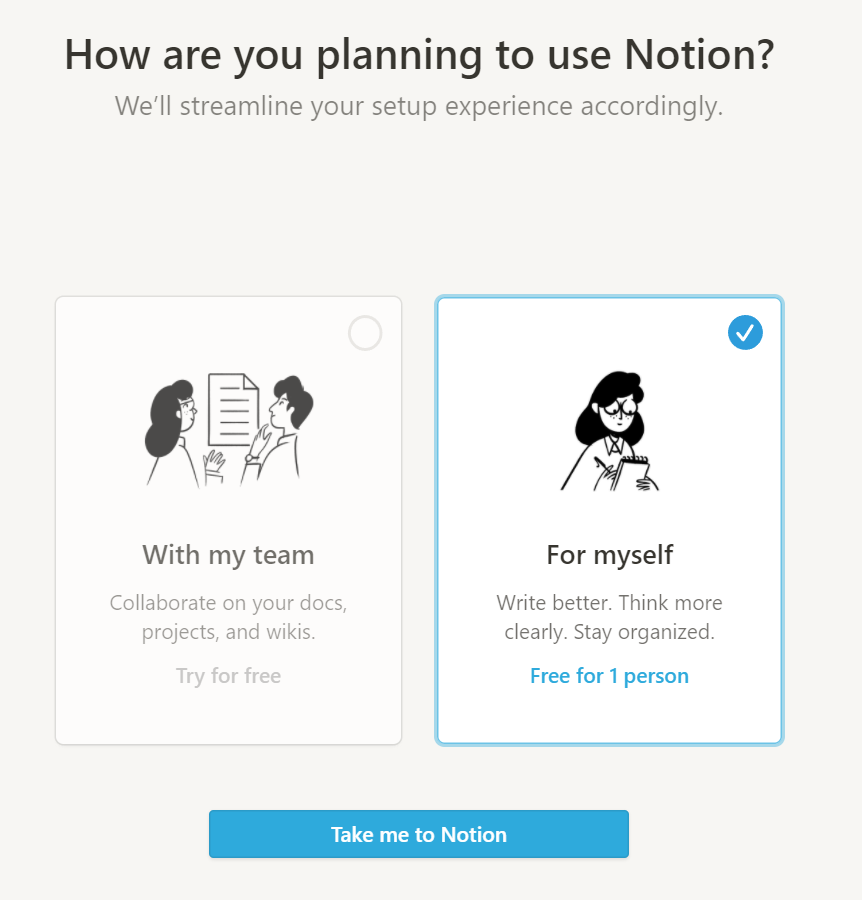 How are you planning to use Notion?
We’ll streamline your setup experience accordingly.
With my team
Collaborate on your docs,
projects, and wikis.
Try for free
For myself
Write better. Think more
clearly. Stay organized.
Free for 1 person
Take me to Notion